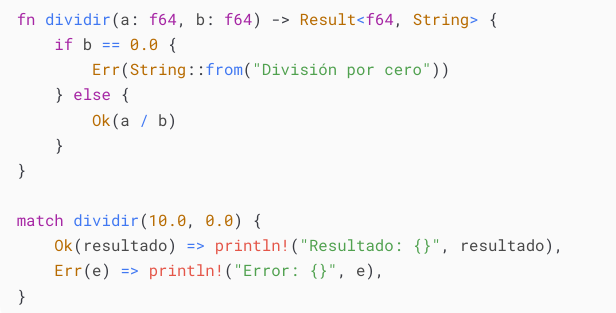 fn dividir(a: f64, b: f64) -> Result<f64, String> {
    if b == 0.0 {
        Err(String::from("División por cero"))
    } else {
        Ok(a / b)
    }
}

match dividir(10.0, 0.0) {
    Ok(resultado) => println!("Resultado: {}", resultado),
    Err(e) => println!("Error: {}", e),
}